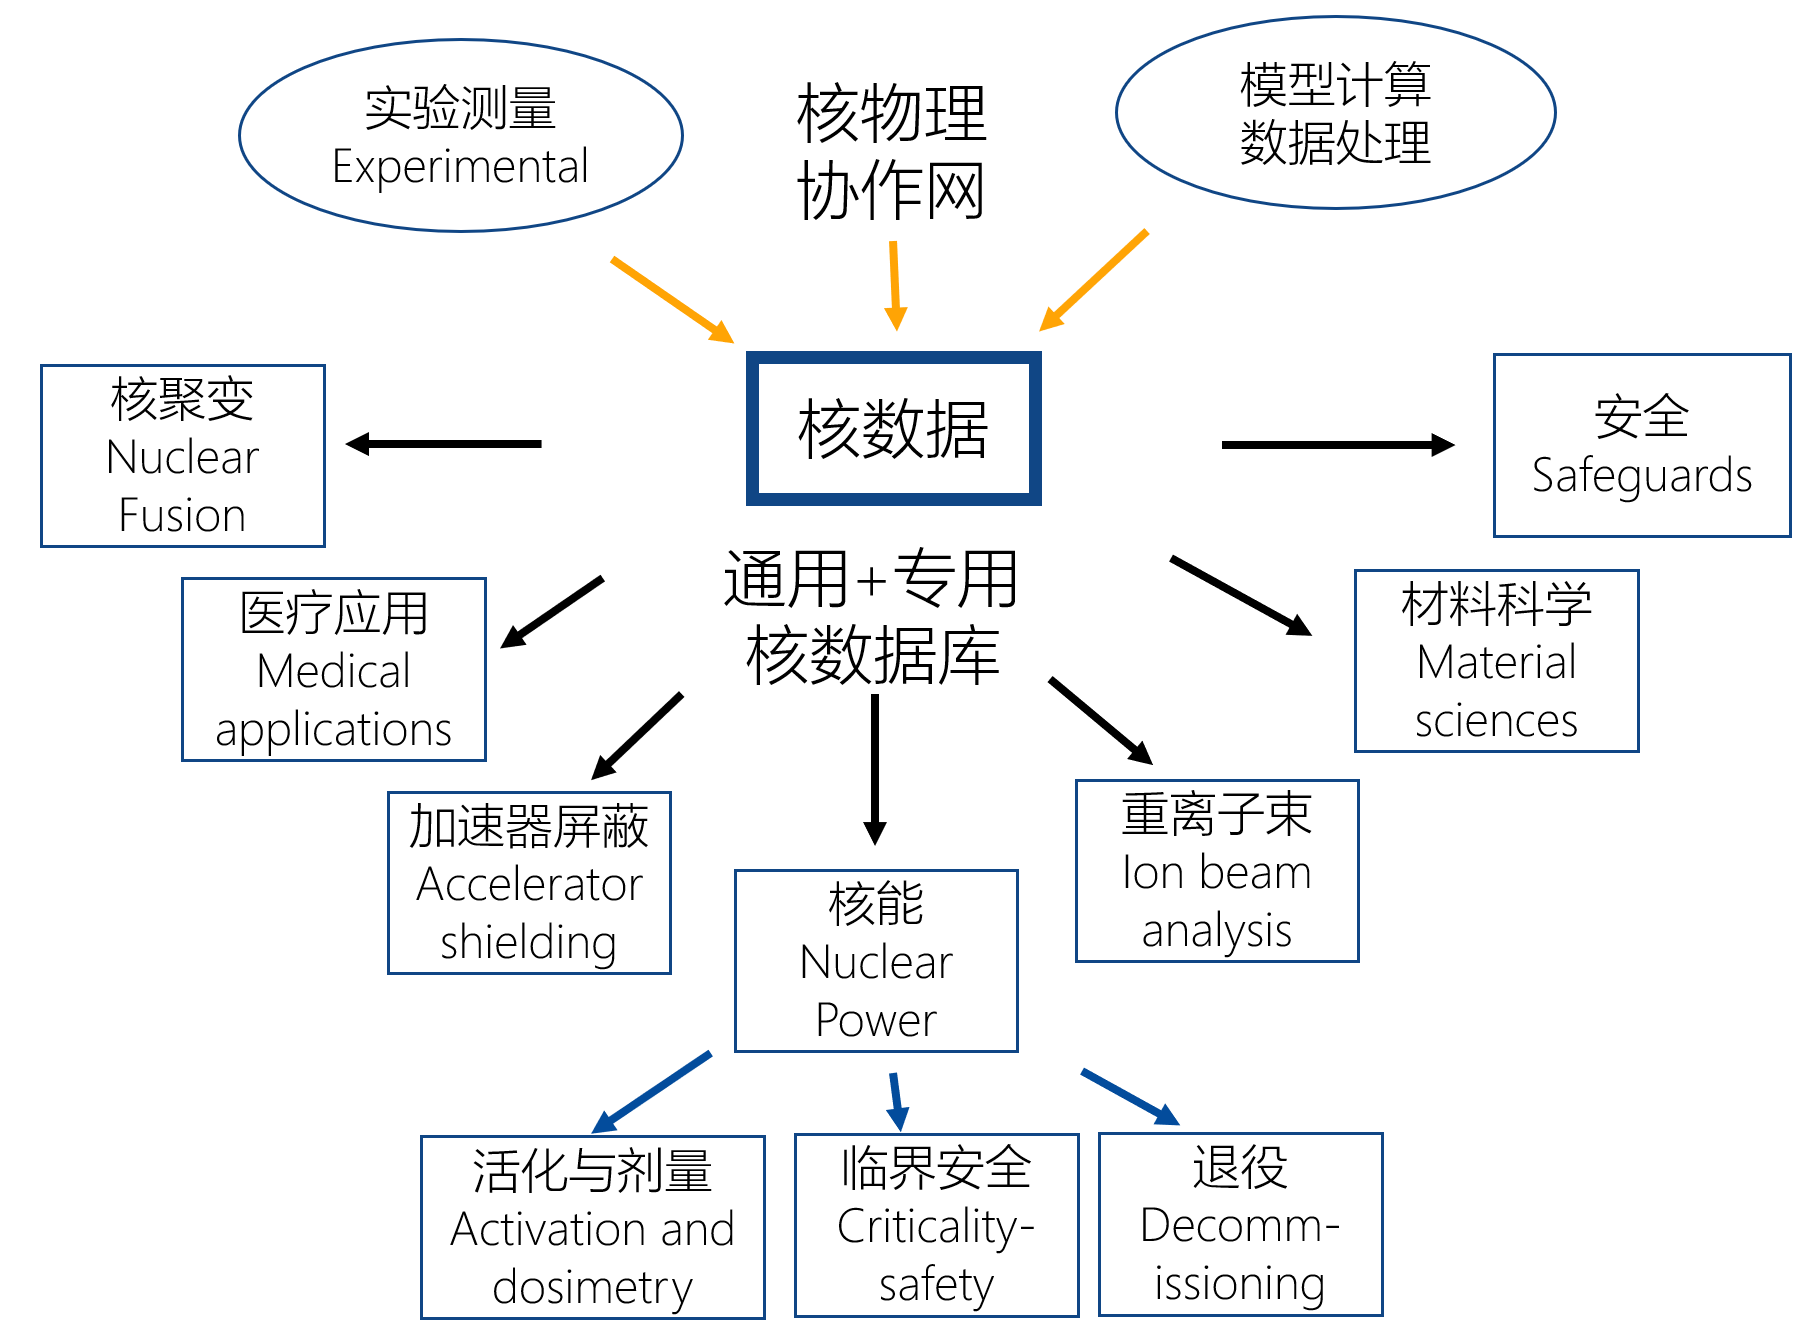 实验测量
Experimental
核物理
协作网
模型计算
数据处理
核数据
核聚变
Nuclear
Fusion
安全
Safeguards
通用+专用
核数据库
医疗应用
Medical
applications
材料科学
Material
sciences
加速器屏蔽
Accelerator
shielding
核能
Nuclear
Power
重离子束
Ion beam
analysis
活化与剂量
Activation and
dosimetry
临界安全
Criticality-
safety
退役
Decomm-
issioning